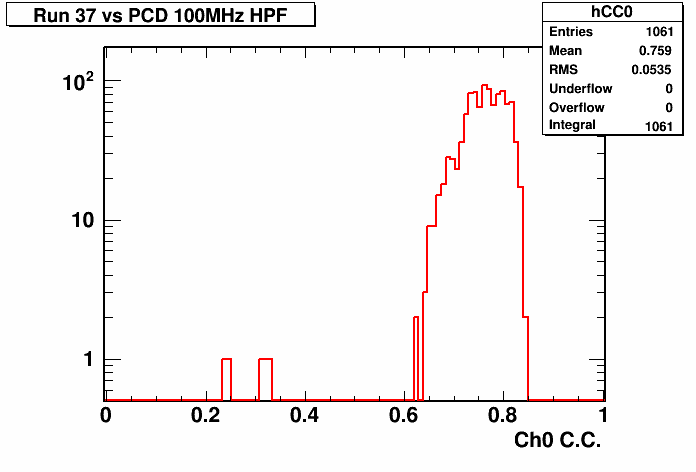 Run 37 vs PCD 100MHz HPF
hCC0
Entries 1061
Mean 0.759
RMS 0.0535
Underflow 0
Overflow 0
Integral 1061
10²
10
1
0 0.2 0.4 0.6 0.8 1
Ch0 C.C.